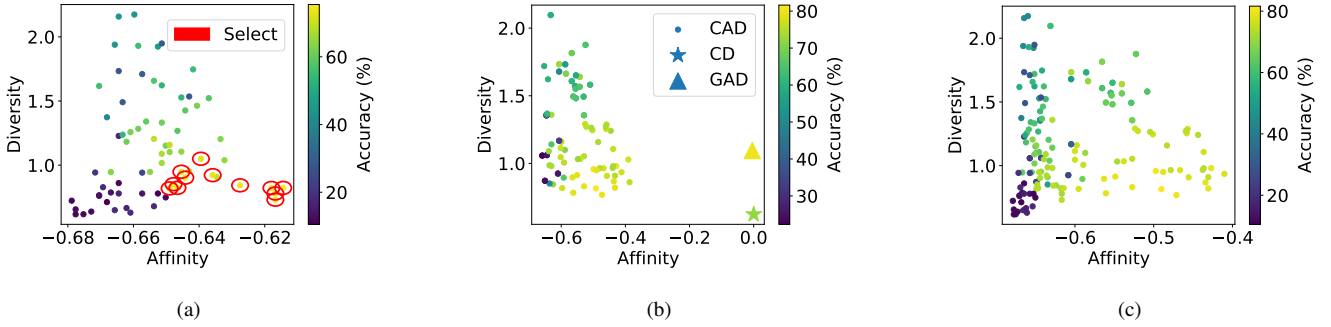 2.0
1.5
1.0
Diversity
−0.68
−0.66
−0.64
−0.62
Affinity
Select
60
40
20
Accuracy (%)
(a)
2.0
1.5
1.0
Diversity
−0.6
−0.4
−0.2
0.0
Affinity
CAD
CD
GAD
80
70
60
50
40
30
Accuracy (%)
(b)
2.0
1.5
1.0
Diversity
−0.6
−0.5
−0.4
Affinity
80
60
40
20
Accuracy (%)
(c)